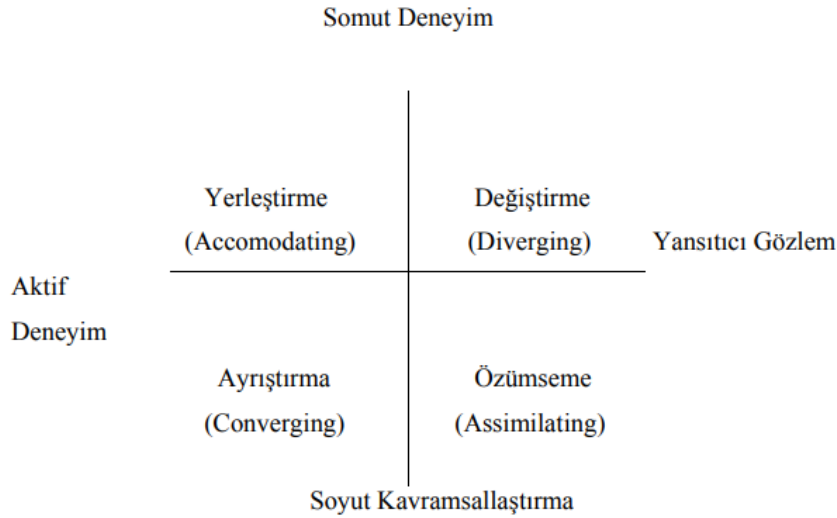 Somut Deneyim
Yerleştirme
(Accomodating)
Değiştirme
(Diverging)
Yansıtıcı Gözlem
Aktif
Deneyim
Ayrıştırma
(Converging)
Özümseme
(Assimilating)
Soyut Kavramsallaştırma